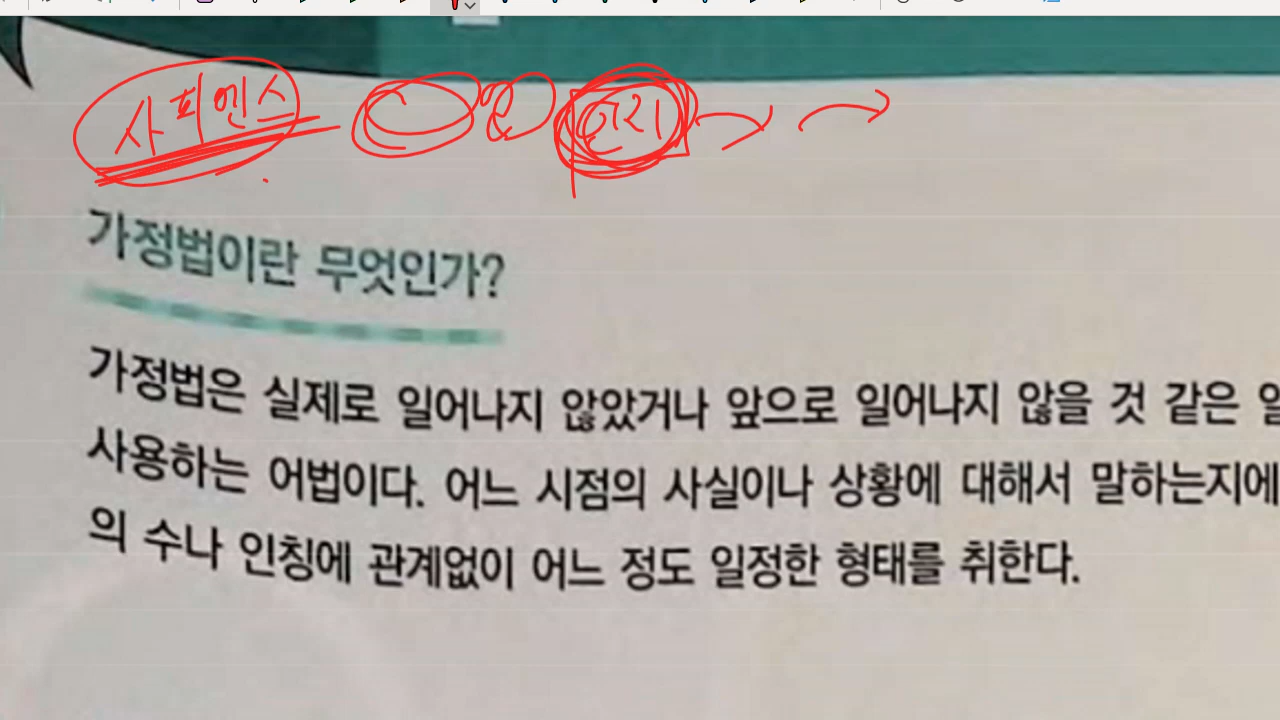 사피엔스
가정법이란 무엇인가?
가정법은 실제로 일어나지 않았거나 앞으로 일어나지 않을 것 같은
사용하는 어법이다. 어느 시점의 사실이나 상황에 대해서 말하는지에
의 수나 인칭에 관계없이 어느 정도 일정한 형태를 취한다.